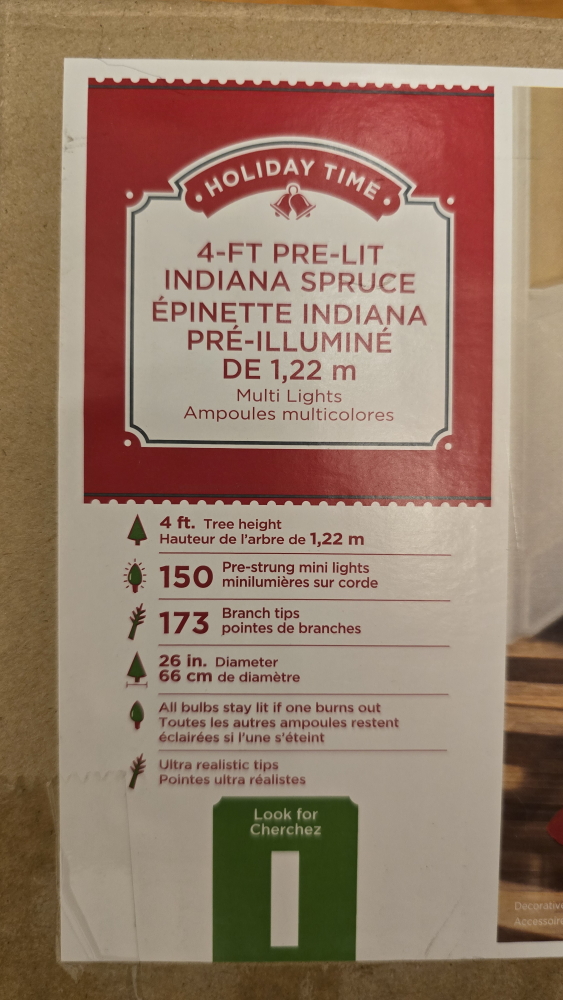 HOLIDAY TIME
4-FT PRE-LIT
INDIANA SPRUCE
ÉPINETTE INDIANA
PRÉ-ILLUMINÉ
DE 1,22 m
Multi Lights
Ampoules multicolores
4 ft. Tree height
Hauteur de l'arbre de 1,22 m
150 Pre-strung mini lights
minilumières sur corde
173 Branch tips
pointes de branches
26 in. Diameter
66 cm de diamètre
All bulbs stay lit if one burns out
Toutes les autres ampoules restent
éclairées si l'une s'éteint
Ultra realistic tips
Pointes ultra réalistes
Look for
Cherchez